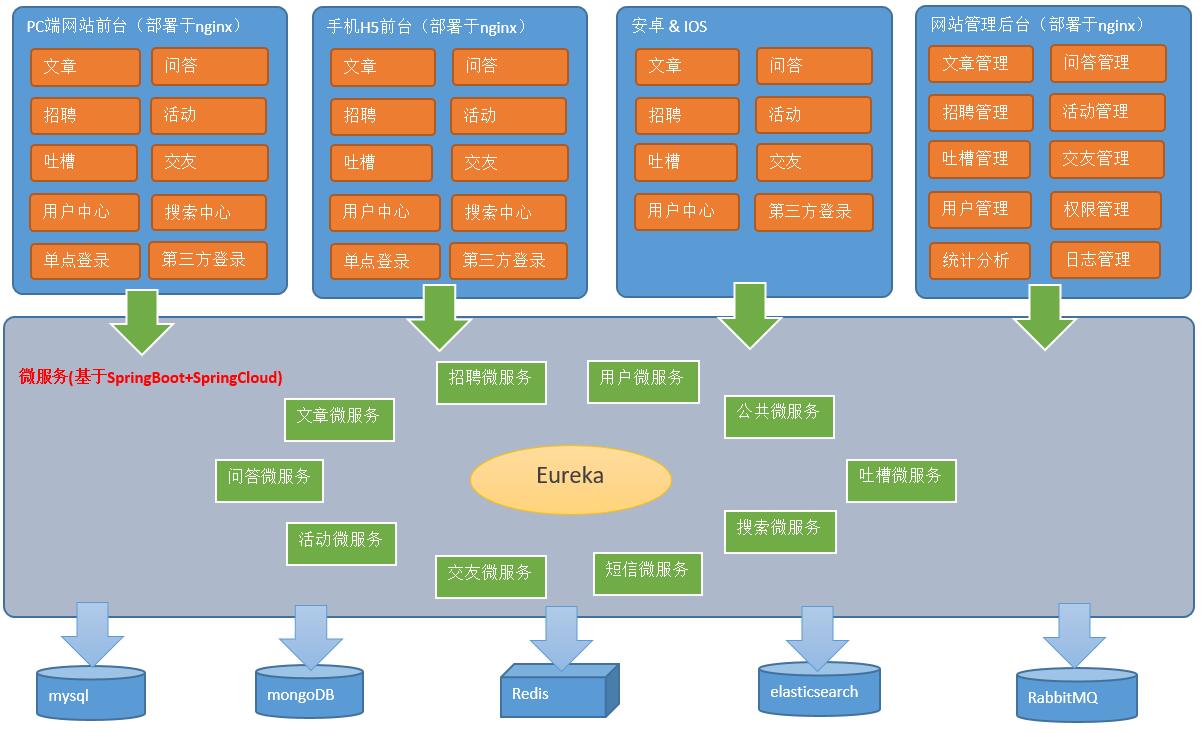 PC端网站前台（部署于nginx）
文章
问答
招聘
活动
吐槽
交友
用户中心
搜索中心
单点登录
第三方登录
手机H5前台（部署于nginx）
文章
问答
招聘
活动
吐槽
交友
用户中心
搜索中心
单点登录
第三方登录
安卓 & IOS
文章
问答
招聘
活动
吐槽
交友
用户中心
第三方登录
网站管理后台（部署于nginx）
文章管理
问答管理
招聘管理
活动管理
吐槽管理
交友管理
用户管理
权限管理
统计分析
日志管理
微服务(基于SpringBoot+SpringCloud)
招聘微服务
用户微服务
文章微服务
公共微服务
问答微服务
Eureka
吐槽微服务
活动微服务
搜索微服务
交友微服务
短信微服务
mysql
mongoDB
Redis
elasticsearch
RabbitMQ